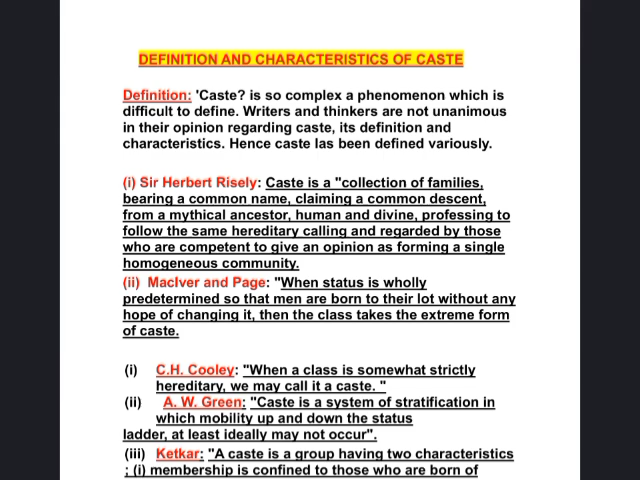 DEFINITION AND CHARACTERISTICS OF CASTE
Definition: 'Caste? is so complex a phenomenon which is
difficult to define. Writers and thinkers are not unanimous
in their opinion regarding caste, its definition and
characteristics. Hence caste las been defined variously.
(i) Sir Herbert Risely: Caste is a "collection of families,
bearing a common name, claiming a common descent,
from a mythical ancestor, human and divine, professing to
follow the same hereditary calling and regarded by those
who are competent to give an opinion as forming a single
homogeneous community.
(ii) MacIver and Page: "When status is wholly
predetermined so that men are born to their lot without any
hope of changing it, then the class takes the extreme form
of caste.
(i) C.H. Cooley: "When a class is somewhat strictly
hereditary, we may call it a caste. "
(ii) A. W. Green: "Caste is a system of stratification in
which mobility up and down the status
ladder, at least ideally may not occur".
(iii) Ketkar: "A caste is a group having two characteristics
; (i) membership is confined to those who are born of